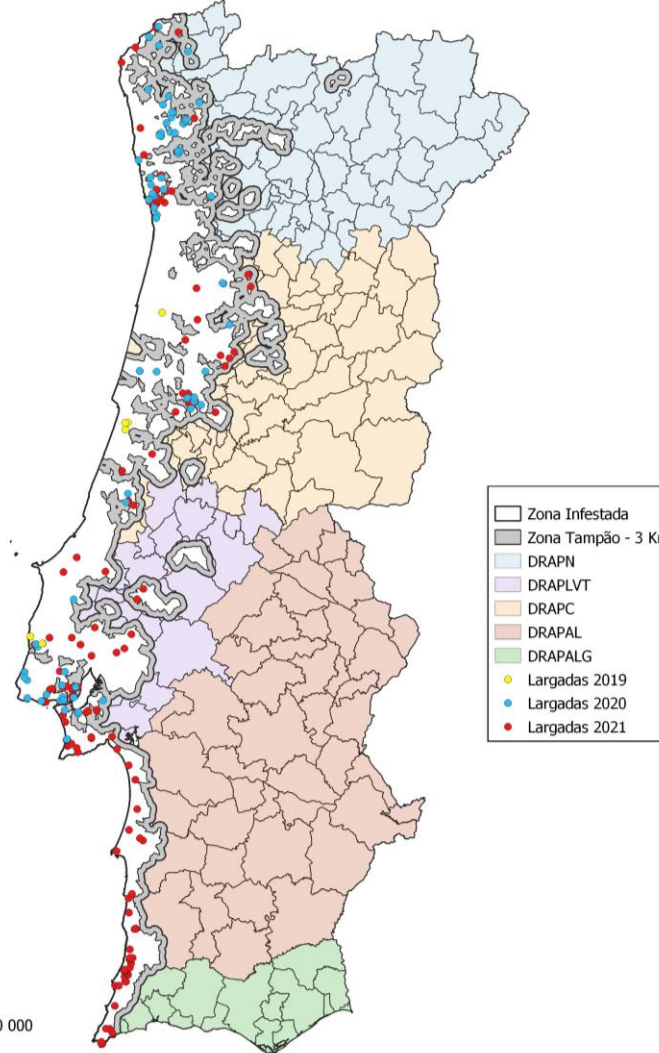 Zona Infestada
Zona Tampão - 3 K
DRAPN
DRAPLVT
DRAPC
DRAPAL
DRAPALG
Largadas 2019
Largadas 2020
Largadas 2021
0 000